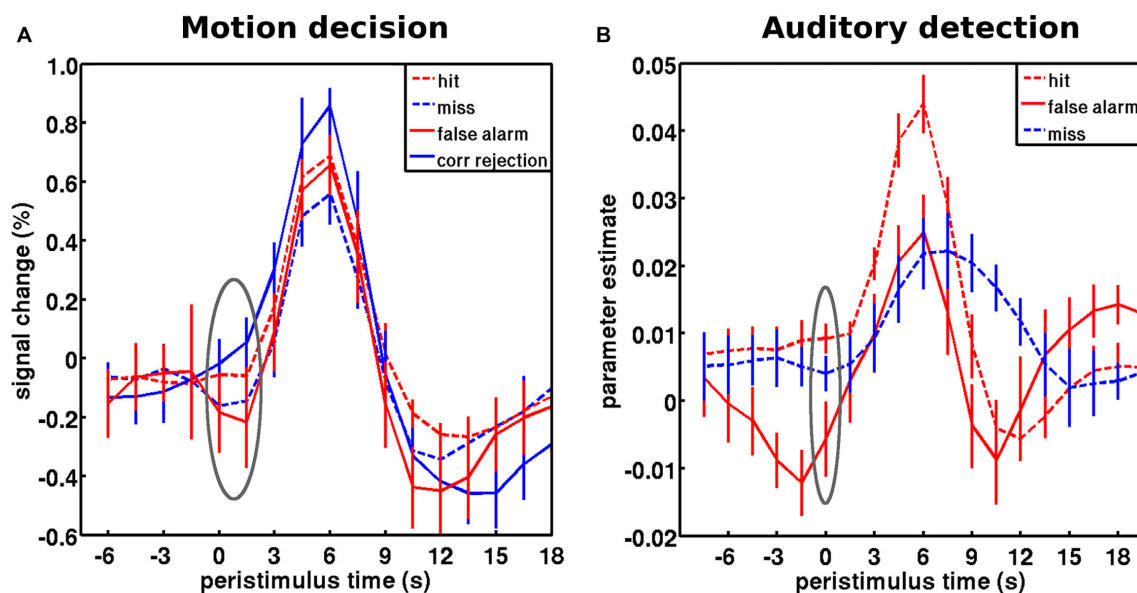 A
Motion decision
1.0
0.8
0.6
0.4
0.2
0
-0.2
-0.4
-0.6
signal change (%)
hit
miss
false alarm
corr rejection
-6
-3
0
3
6
9
12
15
18
peristimulus time (s)
B
Auditory detection
0.05
0.04
0.03
0.02
0.01
0
-0.01
-0.02
parameter estimate
hit
false alarm
miss
-6
-3
0
3
6
9
12
15
18
peristimulus time (s)